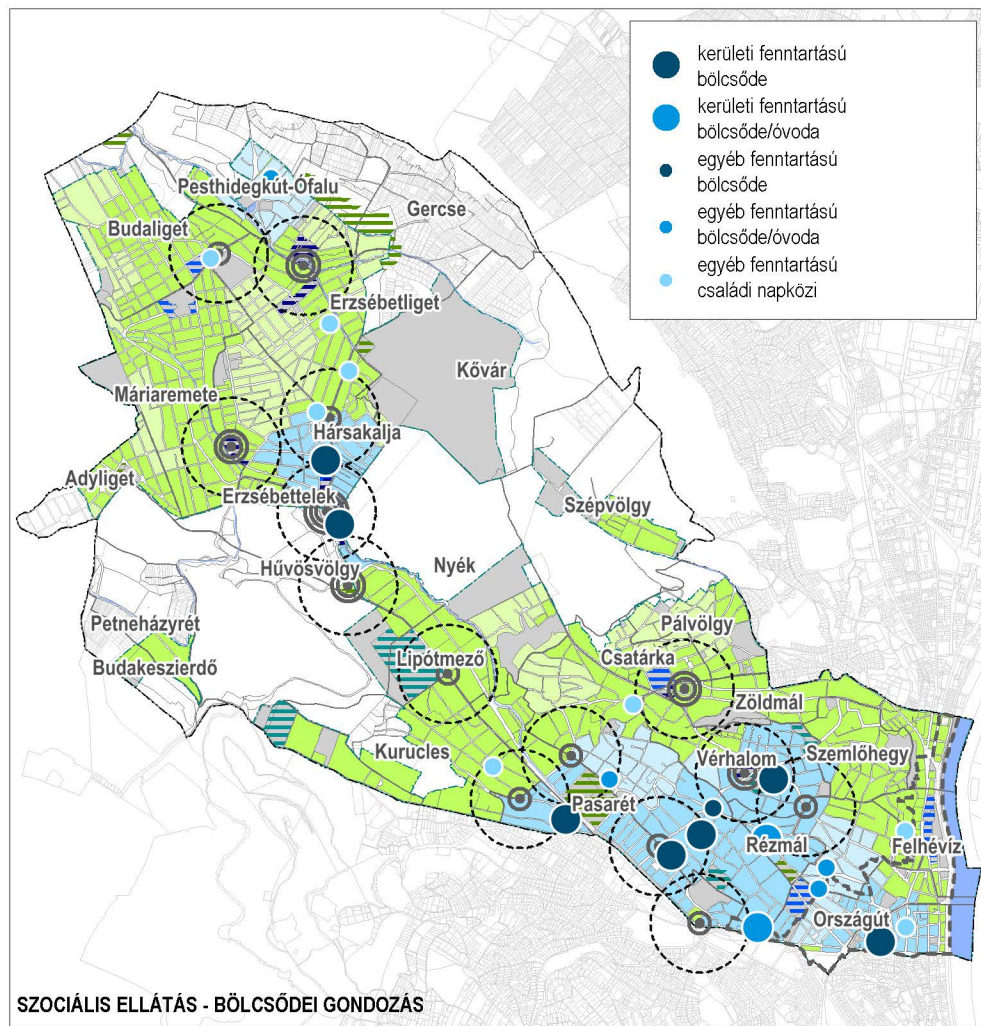 kerületi fenntartású
bölcsőde
kerületi fenntartású
bölcsőde/óvoda
egyéb fenntartású
bölcsőde
egyéb fenntartású
bölcsőde/óvoda
egyéb fenntartású
családi napközi
Pesthidegkút-Ófalu
Gercse
Budaliget
Erzsébetliget
Kővár
Máriaremete
Hársakalja
Adyliget
Erzsébettelek
Szépvölgy
Hűvösvölgy
Nyék
Petneházyrét
Pálvölgy
Budakeszierdő
Lipótmező
Csatárka
Zöldmál
Kurucles
Vérhalom
Szemlőhegy
Pasarét
Rézmál
Felhévíz
Országút
SZOCIÁLIS ELLÁTÁS - BÖLCSŐDEI GONDOZÁS